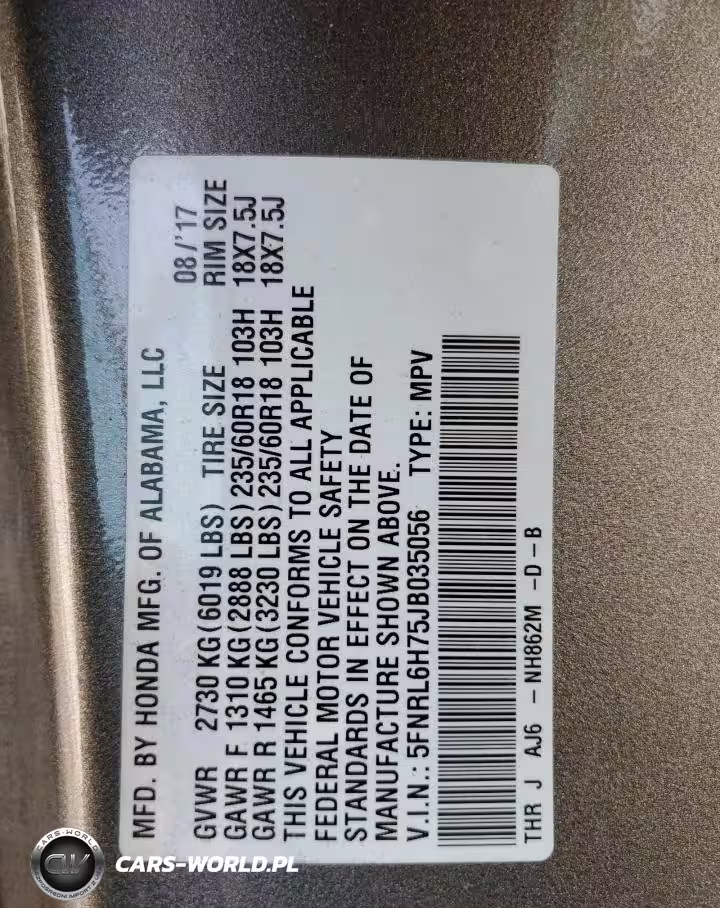 MFD. BY HONDA MFG. OF ALABAMA, LLC 08/'17
GVWR 2730 KG(6019 LBS) TIRE SIZE RIM SIZE
GAWR F 1310 KG(2888 LBS)235/60R18 103H 18X7.5J
GAWR R 1465 KG(3230 LBS)235/60R18 103H 18X7.5J
THIS VEHICLE CONFORMS TO ALL APPLICABLE
FEDERAL MOTOR VEHICLE SAFETY
STANDARDS IN EFFECT ON THE DATE OF
MANUFACTURE SHOWN ABOVE.
V.I.N.: 5FNRL6H75JB035056 TYPE: MPV
THR J AJ6 - NH862M -D-B
CARS-WORLD
CW
CARS-WORLD.PL